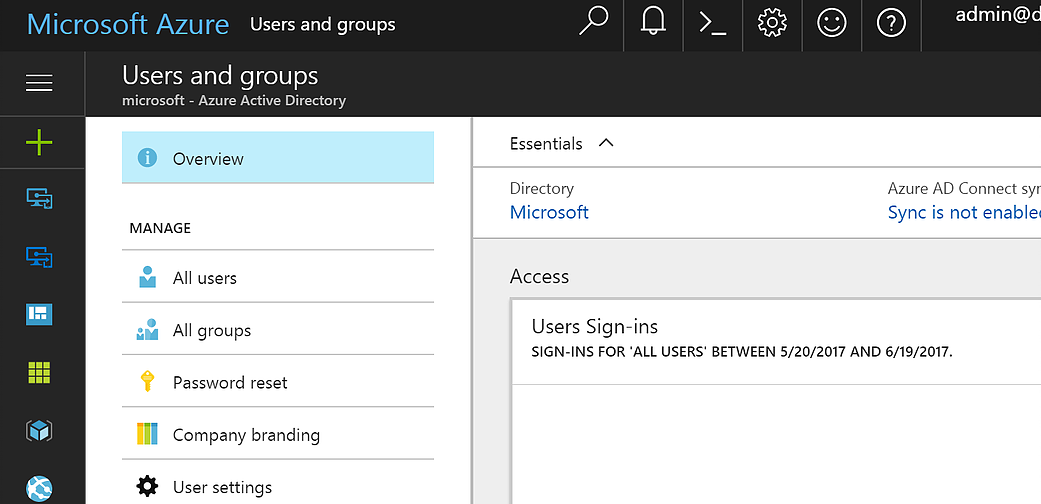 Microsoft Azure Users and groups
admin@d
Users and groups
microsoft - Azure Active Directory
Overview
MANAGE
All users
All groups
Password reset
Company branding
User settings
Essentials
Directory
Microsoft
Azure AD Connect syn
Sync is not enabled
Access
Users Sign-ins
SIGN-INS FOR 'ALL USERS' BETWEEN 5/20/2017 AND 6/19/2017.